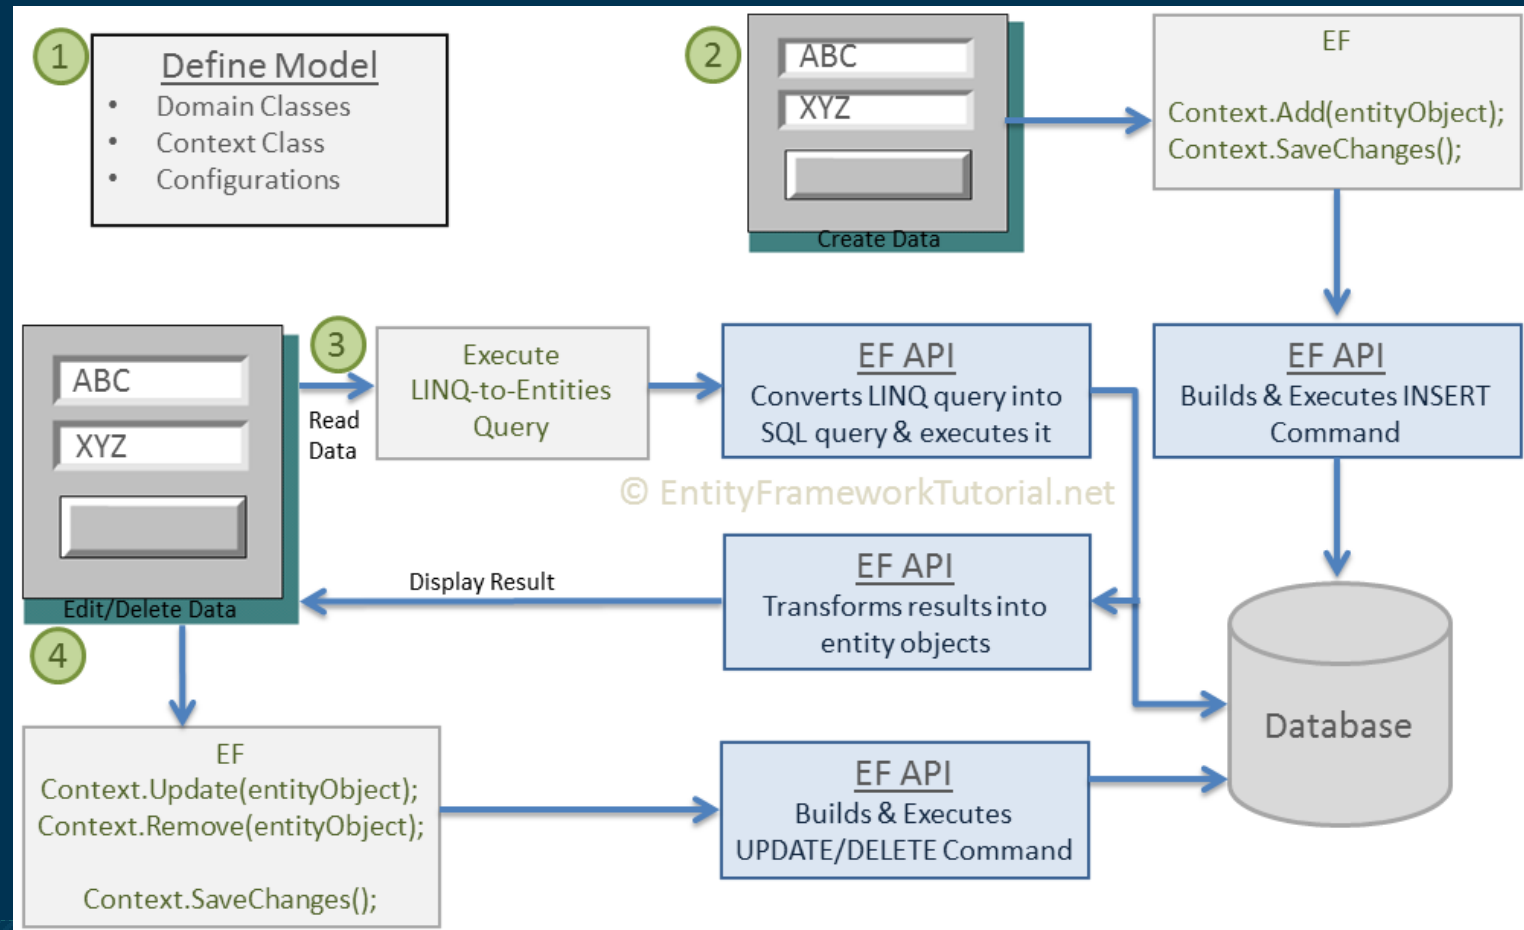 1
Define Model
• Domain Classes
• Context Class
• Configurations
2
ABC
XYZ
Create Data
EF
Context.Add(entityObject);
Context.SaveChanges();
ABC
XYZ
Edit/Delete Data
3
Read
Data
Execute
LINQ-to-Entities
Query
EF API
Converts LINQ query into
SQL query & executes it
EF API
Builds & Executes INSERT
Command
© EntityFrameworkTutorial.net
Display Result
EF API
Transforms results into
entity objects
Database
4
EF
Context.Update(entityObject);
Context.Remove(entityObject);
Context.SaveChanges();
EF API
Builds & Executes
UPDATE/DELETE Command